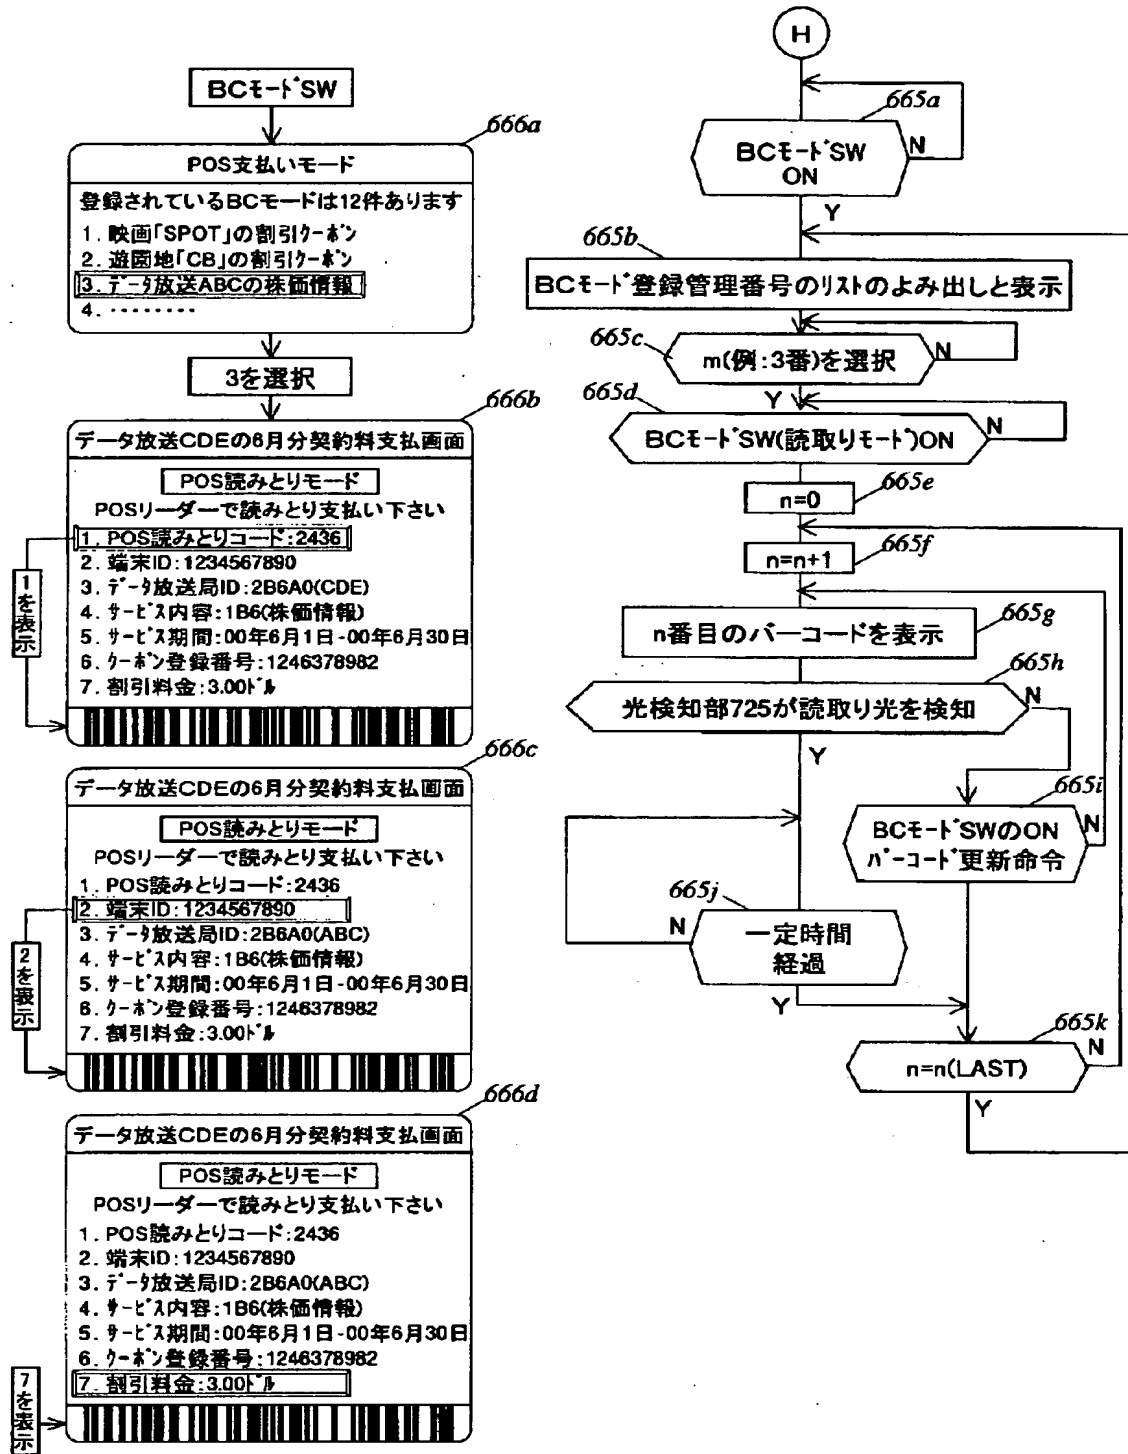 BCモードSW
666a
POS支払いモード
登録されているBCモードは12件あります
1. 映画「SPOT」の割引クーポン
2. 遊園地「CB」の割引クーポン
3. データ放送ABCの株価情報
4. ········
3を選択
666b
データ放送CDEの6月分契約料支払画面
POS読みとりモード
POSリーダーで読みとり支払い下さい
1. POS読みとりコード:2436
2. 端末ID:1234567890
3. データ放送局ID:2B6A0(CDE)
4. サービス内容:1B6(株価情報)
5. サービス期間:00年6月1日-00年6月30日
6. クーポン登録番号:1246378982
7. 割引料金:3.00ドル
1を表示
666c
データ放送CDEの6月分契約料支払画面
POS読みとりモード
POSリーダーで読みとり支払い下さい
1. POS読みとりコード:2436
2. 端末ID:1234567890
3. データ放送局ID:2B6A0(ABC)
4. サービス内容:1B6(株価情報)
5. サービス期間:00年6月1日-00年6月30日
6. クーポン登録番号:1246378982
7. 割引料金:3.00ドル
2を表示
666d
データ放送CDEの6月分契約料支払画面
POS読みとりモード
POSリーダーで読みとり支払い下さい
1. POS読みとりコード:2436
2. 端末ID:1234567890
3. データ放送局ID:2B6A0(ABC)
4. サービス内容:1B6(株価情報)
5. サービス期間:00年6月1日-00年6月30日
6. クーポン登録番号:1246378982
7. 割引料金:3.00ドル
7を表示
H
665a
BCモードSW
ON
N
Y
665b
BCモード登録管理番号のリストのよみ出しと表示
665c
m(例:3番)を選択
N
Y
665d
BCモードSW(読取りモード)ON
N
n=0
665e
n=n+1
665f
n番目のバーコードを表示
665g
665h
光検知部725が読取り光を検知
N
Y
665i
BCモードSWのON
バーコード更新命令
N
665j
一定時間
経過
N
Y
665k
n=n(LAST)
N
Y